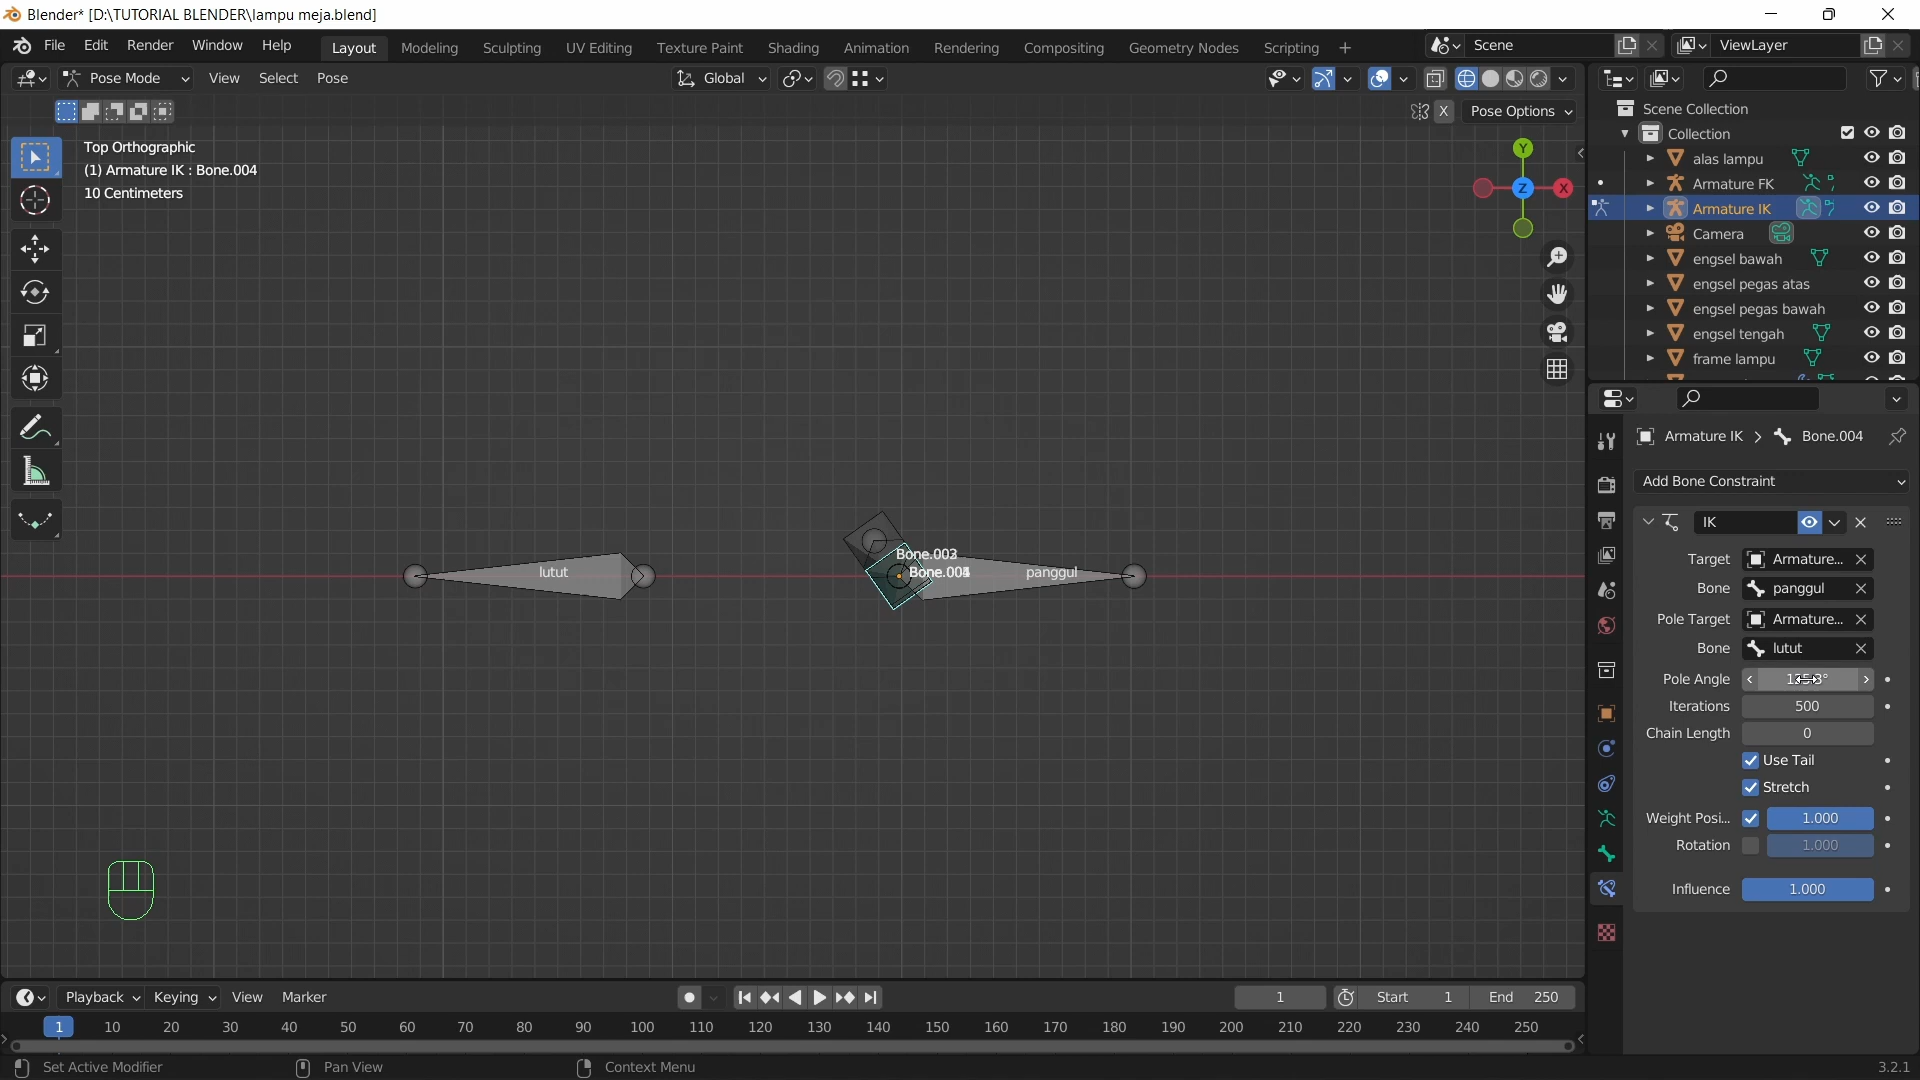 Blender* [D:\TUTORIAL BLENDER\lampu meja.blend]
File Edit Render Window Help Layout Modeling Sculpting UV Editing Texture Paint Shading Animation Rendering Compositing Geometry Nodes Scripting + Scene ViewLayer
Pose Mode View Select Pose Global
X Pose Options
Top Orthographic
(1) Armature IK : Bone.004
10 Centimeters
Y
Z X
lutut
Bone.003
panggul
Scene Collection
Collection
alas lampu
Armature FK
Armature IK
Camera
engsel bawah
engsel pegas atas
engsel pegas bawah
engsel tengah
frame lampu
Armature IK > Bone.004
Add Bone Constraint
IK
Target Armature...
Bone panggul
Pole Target Armature...
Bone lutut
Pole Angle
Iterations 500
Chain Length 0
Use Tail
Stretch
Weight Posi... 1.000
Rotation 1.000
Influence 1.000
Playback Keying View Marker 1 Start 1 End 250
1 10 20 30 40 50 60 70 80 90 100 110 120 130 140 150 160 170 180 190 200 210 220 230 240 250
Set Active Modifier Pan View Context Menu 3.2.1